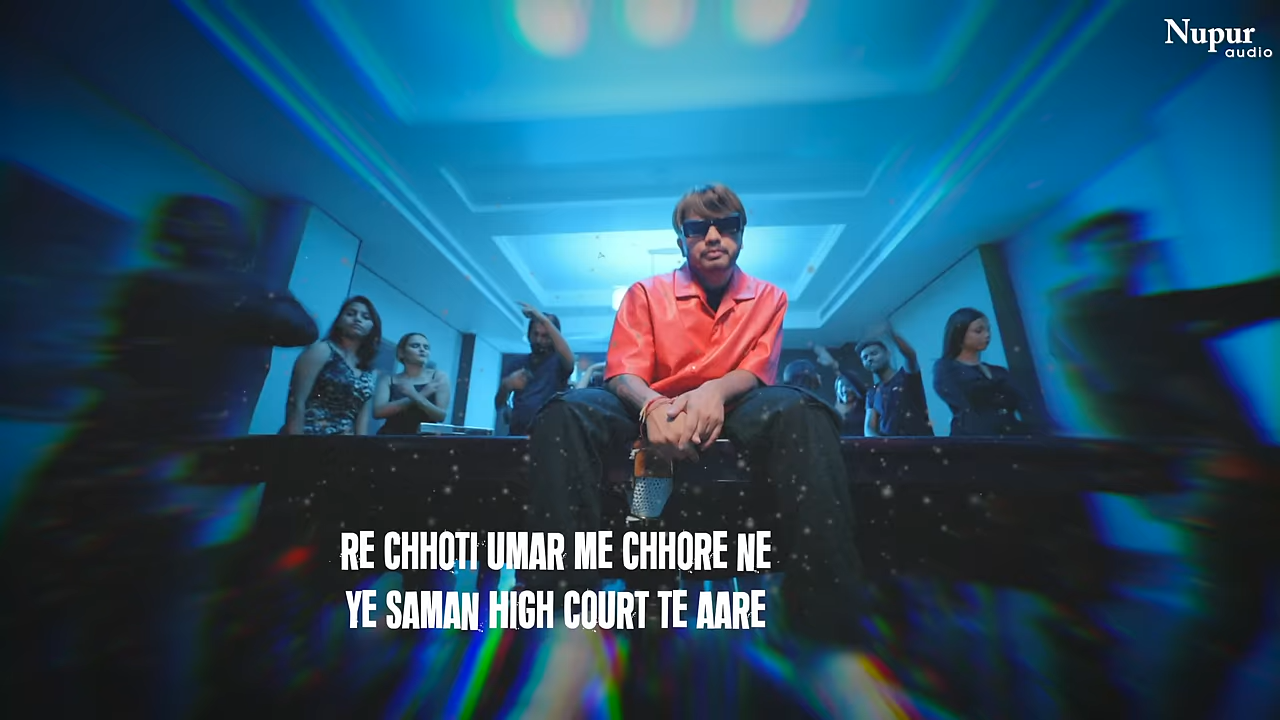 Nupur
audio
RE CHHOTI UMAR ME CHHORE NE
YE SAMAN HIGH COURT TE AARE